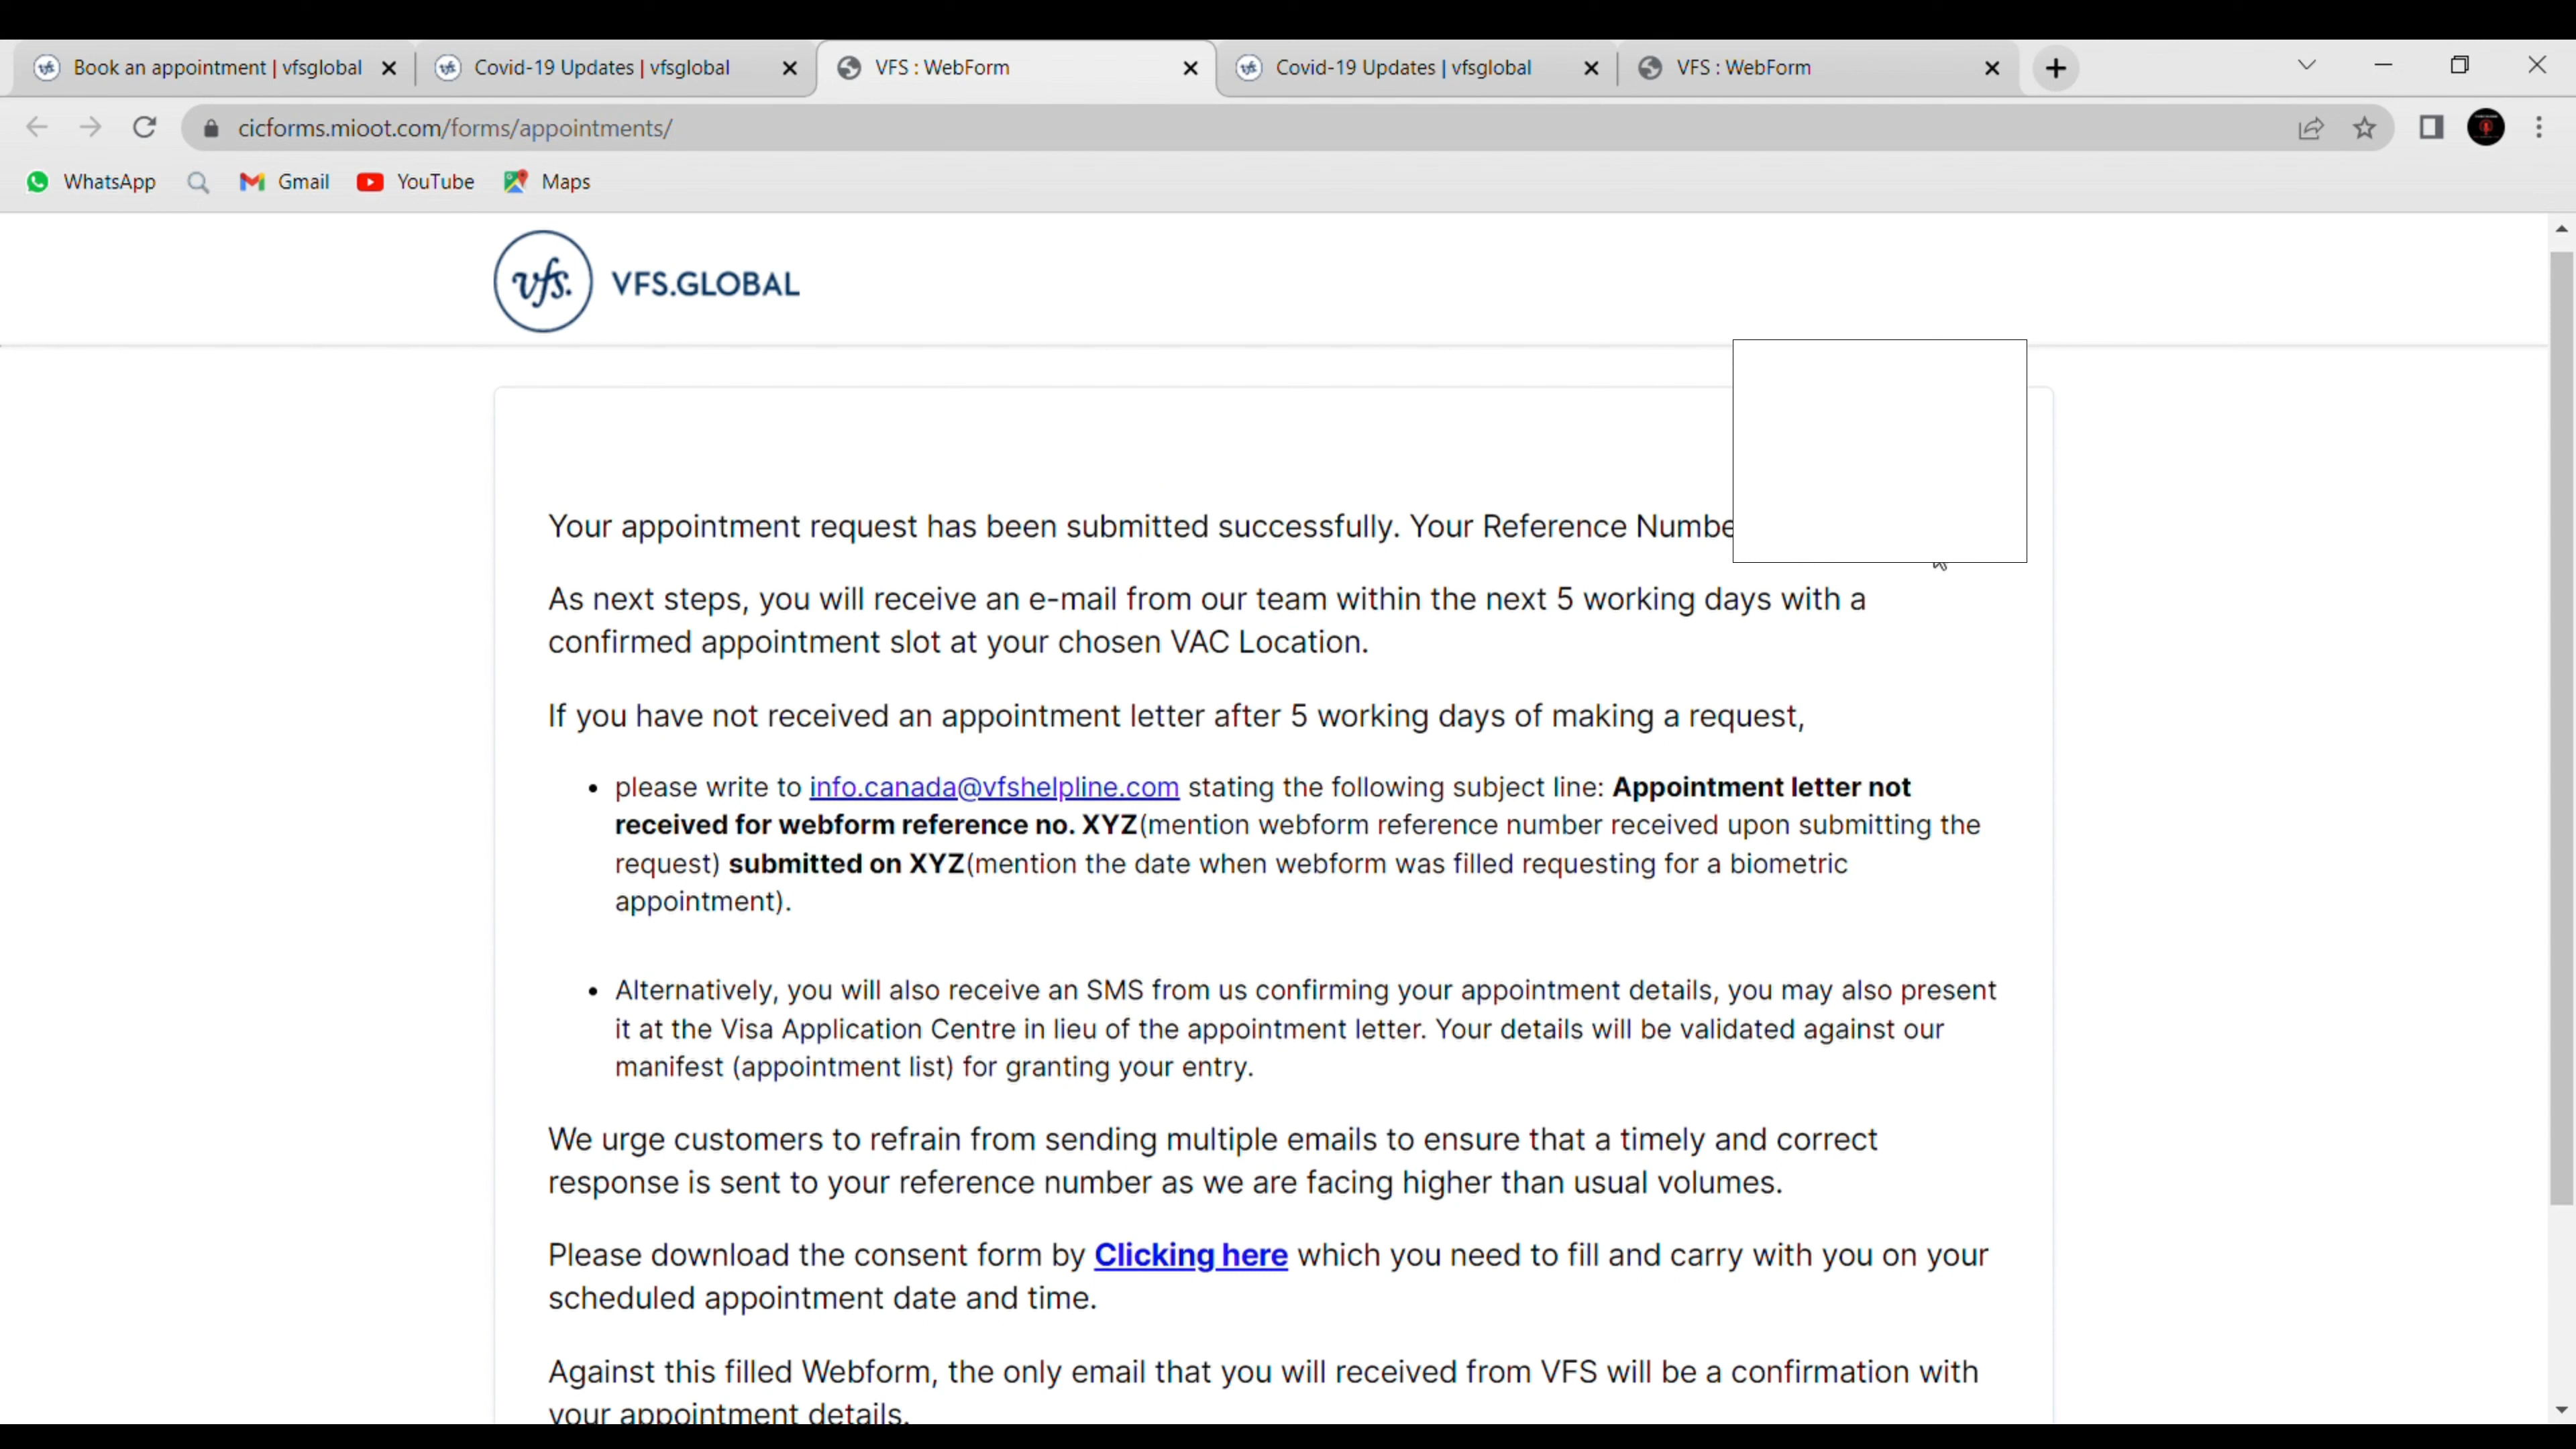 Book an appointment | vfsglobal
Covid-19 Updates | vfsglobal
VFS : WebForm
Covid-19 Updates | vfsglobal
VFS : WebForm
cicforms.mioot.com/forms/appointments/
WhatsApp
Gmail
YouTube
Maps
vfs. VFS.GLOBAL
Your appointment request has been submitted successfully. Your Reference Numbe
As next steps, you will receive an e-mail from our team within the next 5 working days with a
confirmed appointment slot at your chosen VAC Location.
If you have not received an appointment letter after 5 working days of making a request,
• please write to info.canada@vfshelpline.com stating the following subject line: Appointment letter not
received for webform reference no. XYZ(mention webform reference number received upon submitting the
request) submitted on XYZ(mention the date when webform was filled requesting for a biometric
appointment).
• Alternatively, you will also receive an SMS from us confirming your appointment details, you may also present
it at the Visa Application Centre in lieu of the appointment letter. Your details will be validated against our
manifest (appointment list) for granting your entry.
We urge customers to refrain from sending multiple emails to ensure that a timely and correct
response is sent to your reference number as we are facing higher than usual volumes.
Please download the consent form by Clicking here which you need to fill and carry with you on your
scheduled appointment date and time.
Against this filled Webform, the only email that you will received from VFS will be a confirmation with
your appointment details.